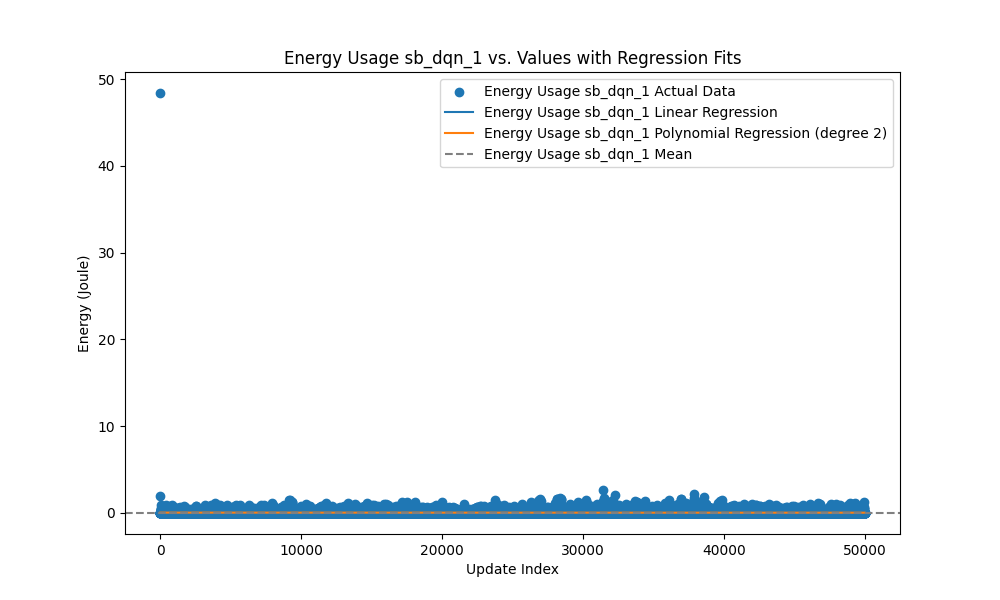 Energy Usage sb_dqn_1 vs. Values with Regression Fits
Energy Usage sb_dqn_1 Actual Data
Energy Usage sb_dqn_1 Linear Regression
Energy Usage sb_dqn_1 Polynomial Regression (degree 2)
Energy Usage sb_dqn_1 Mean
Energy (Joule)
50
40
30
20
10
0
0 10000 20000 30000 40000 50000
Update Index